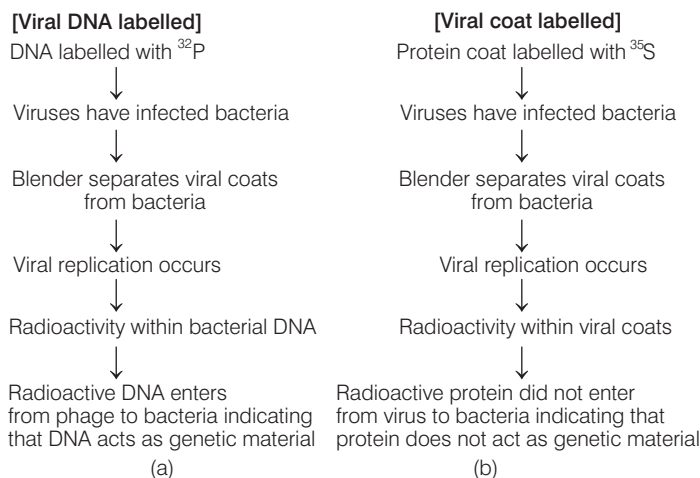 [Viral DNA labelled]
DNA labelled with ³²P
Viruses have infected bacteria
Blender separates viral coats
from bacteria
Viral replication occurs
Radioactivity within bacterial DNA
Radioactive DNA enters
from phage to bacteria indicating
that DNA acts as genetic material
(a)
[Viral coat labelled]
Protein coat labelled with ³⁵S
Viruses have infected bacteria
Blender separates viral coats
from bacteria
Viral replication occurs
Radioactivity within viral coats
Radioactive protein did not enter
from virus to bacteria indicating that
protein does not act as genetic material
(b)